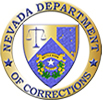 NEVADA DEPARTMENT
OF CORRECTIONS